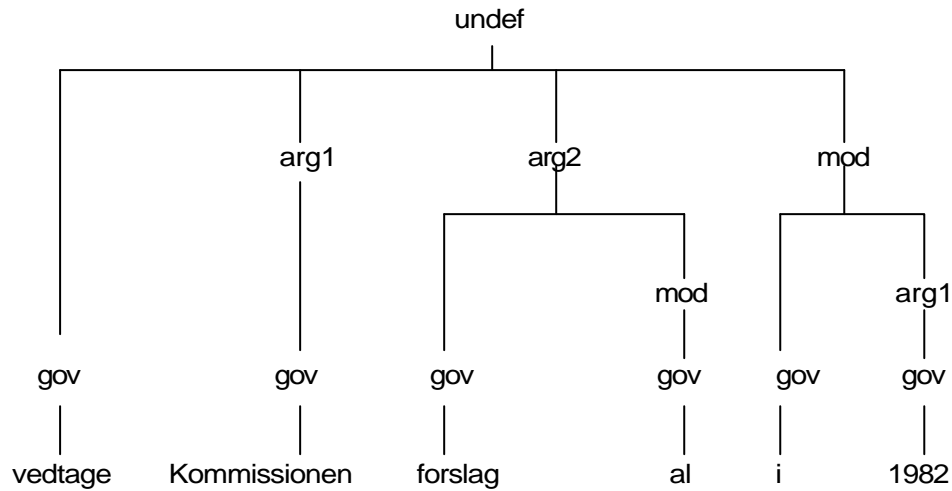 undef
arg1 arg2 mod
mod arg1
gov gov gov gov gov gov
vedtage Kommissionen forslag al i 1982